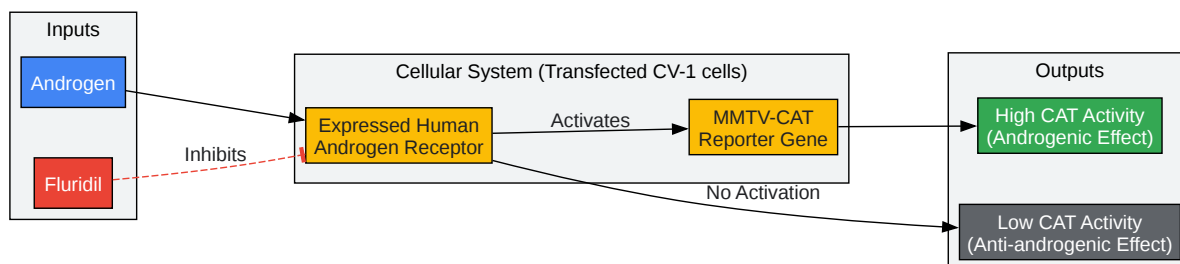 Inputs
Androgen
Fluridil
Inhibits
Cellular System (Transfected CV-1 cells)
Expressed Human
Androgen Receptor
Activates
MMTV-CAT
Reporter Gene
No Activation
Outputs
High CAT Activity
(Androgenic Effect)
Low CAT Activity
(Anti-androgenic Effect)